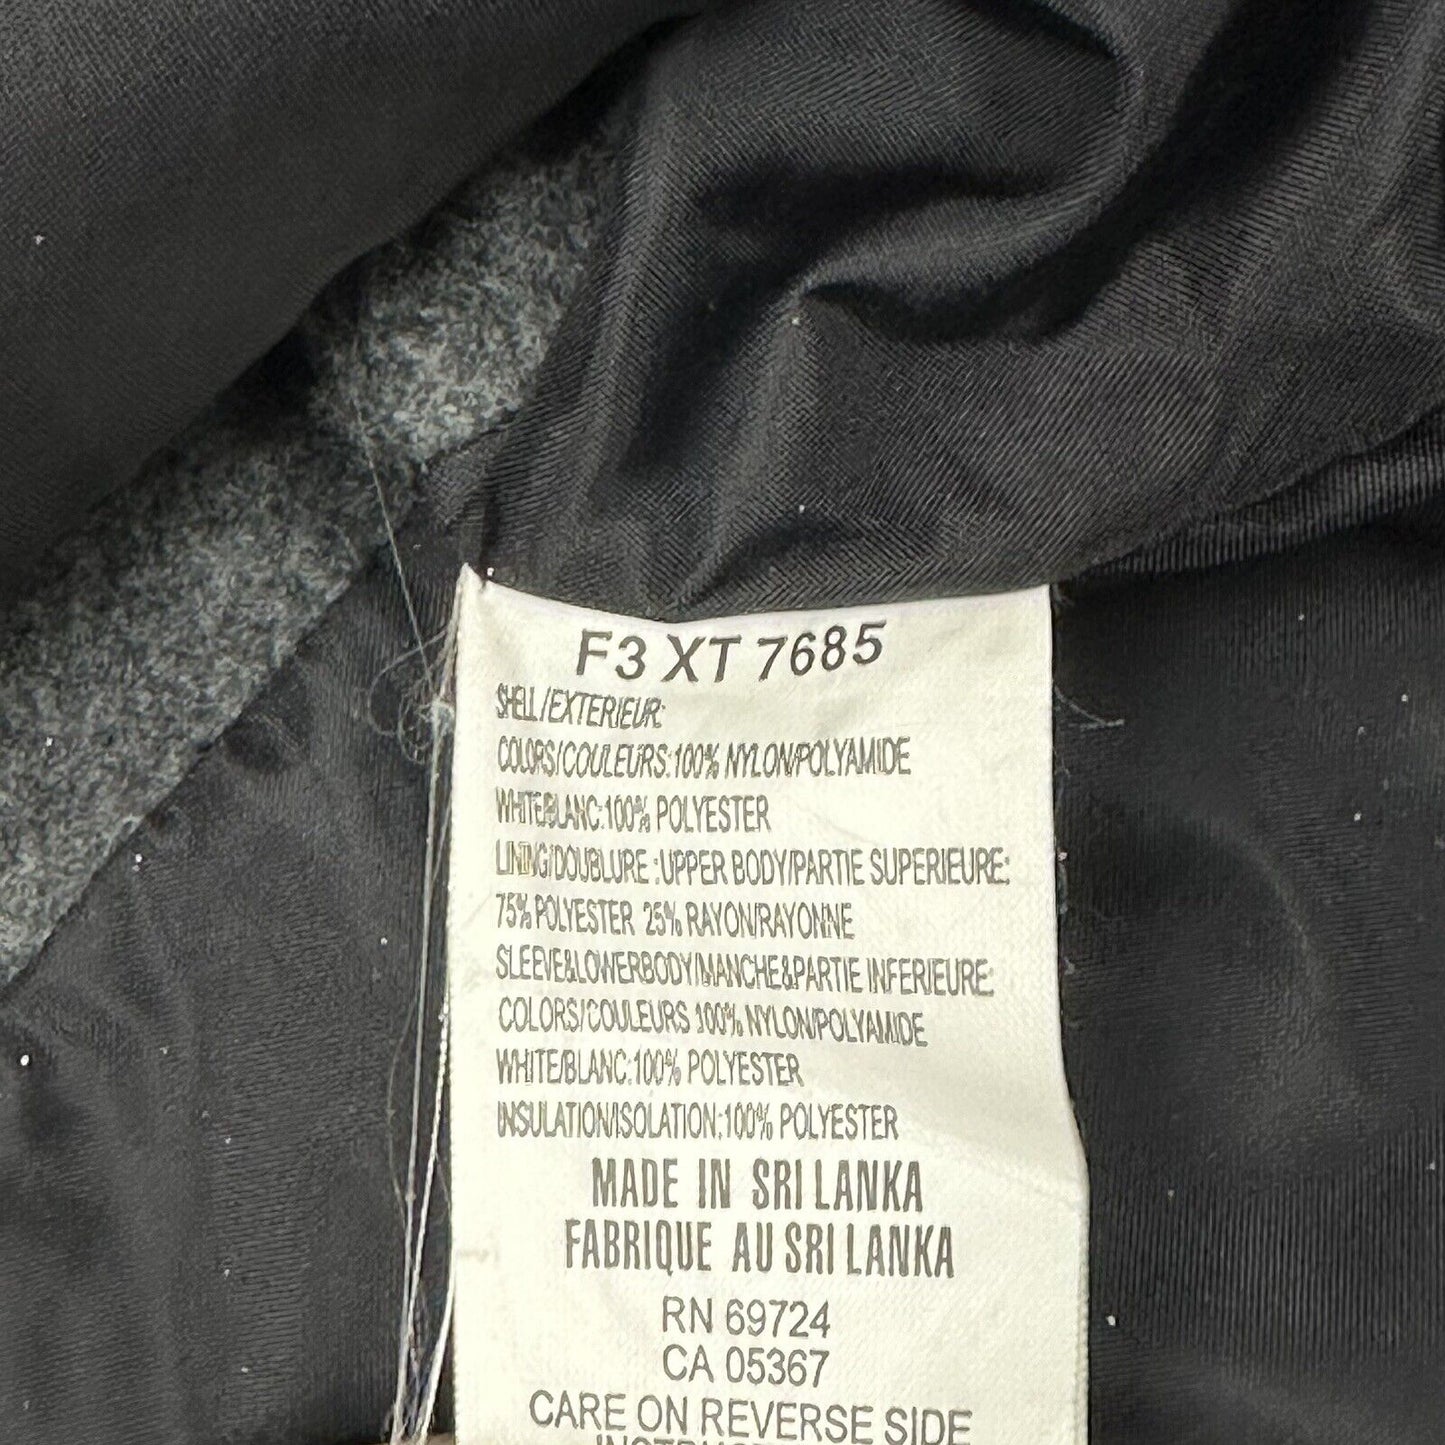 F3 XT 7685
SHELL/EXTERIEUR:
COLORS/COULEURS:100% NYLON/POLYAMIDE
WHITE/BLANC:100% POLYESTER
LINING/DOUBLURE :UPPER BODY/PARTIE SUPERIEURE:
75% POLYESTER 25% RAYON/RAYONNE
SLEEVE&LOWERBODY/MANCHE&PARTIE INFERIEURE:
COLORS/COULEURS 100% NYLON/POLYAMIDE
WHITE/BLANC:100% POLYESTER
INSULATION/ISOLATION:100% POLYESTER
MADE IN SRI LANKA
FABRIQUE AU SRI LANKA
RN 69724
CA 05367
CARE ON REVERSE SIDE